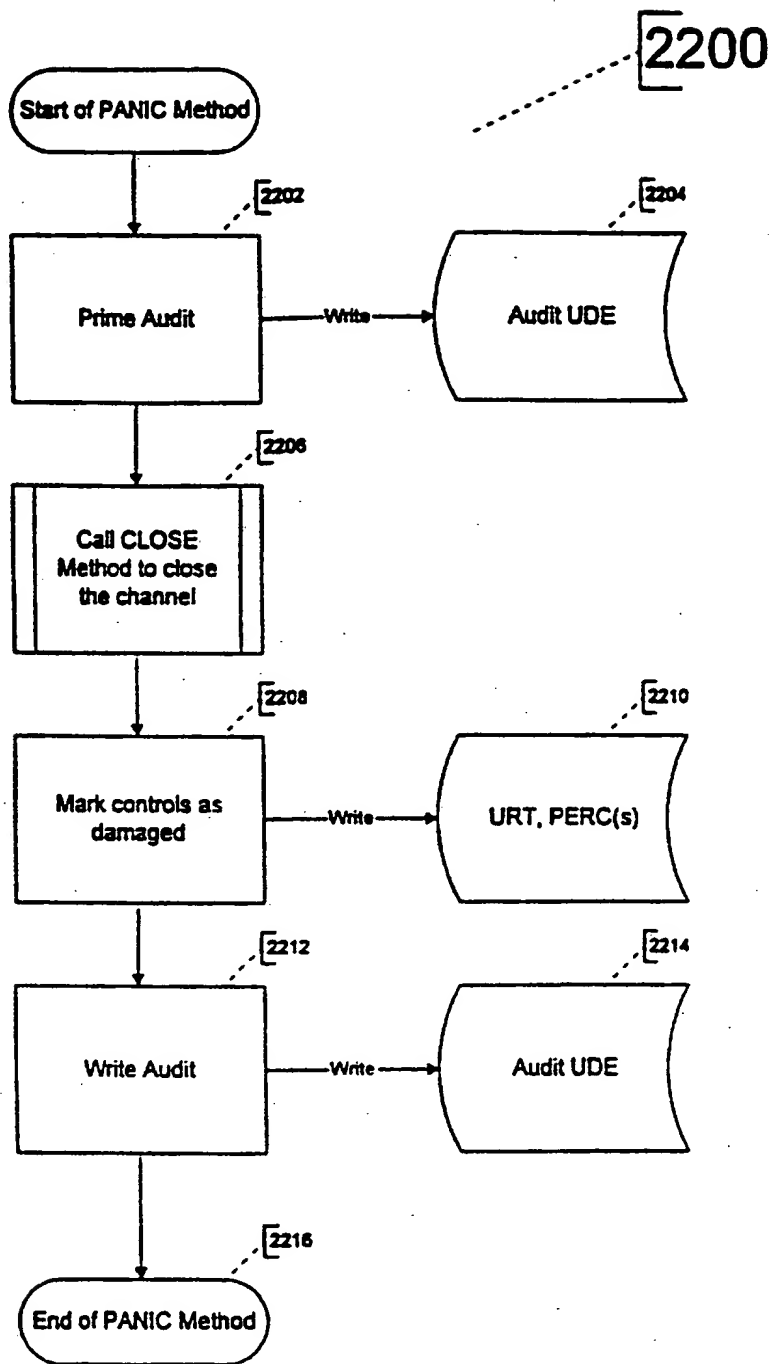 2200
Start of PANIC Method
2202
2204
Prime Audit
Write
Audit UDE
2206
Call CLOSE
Method to close
the channel
2208
2210
Mark controls as
damaged
Write
URT, PERC(s)
2212
2214
Write Audit
Write
Audit UDE
2216
End of PANIC Method